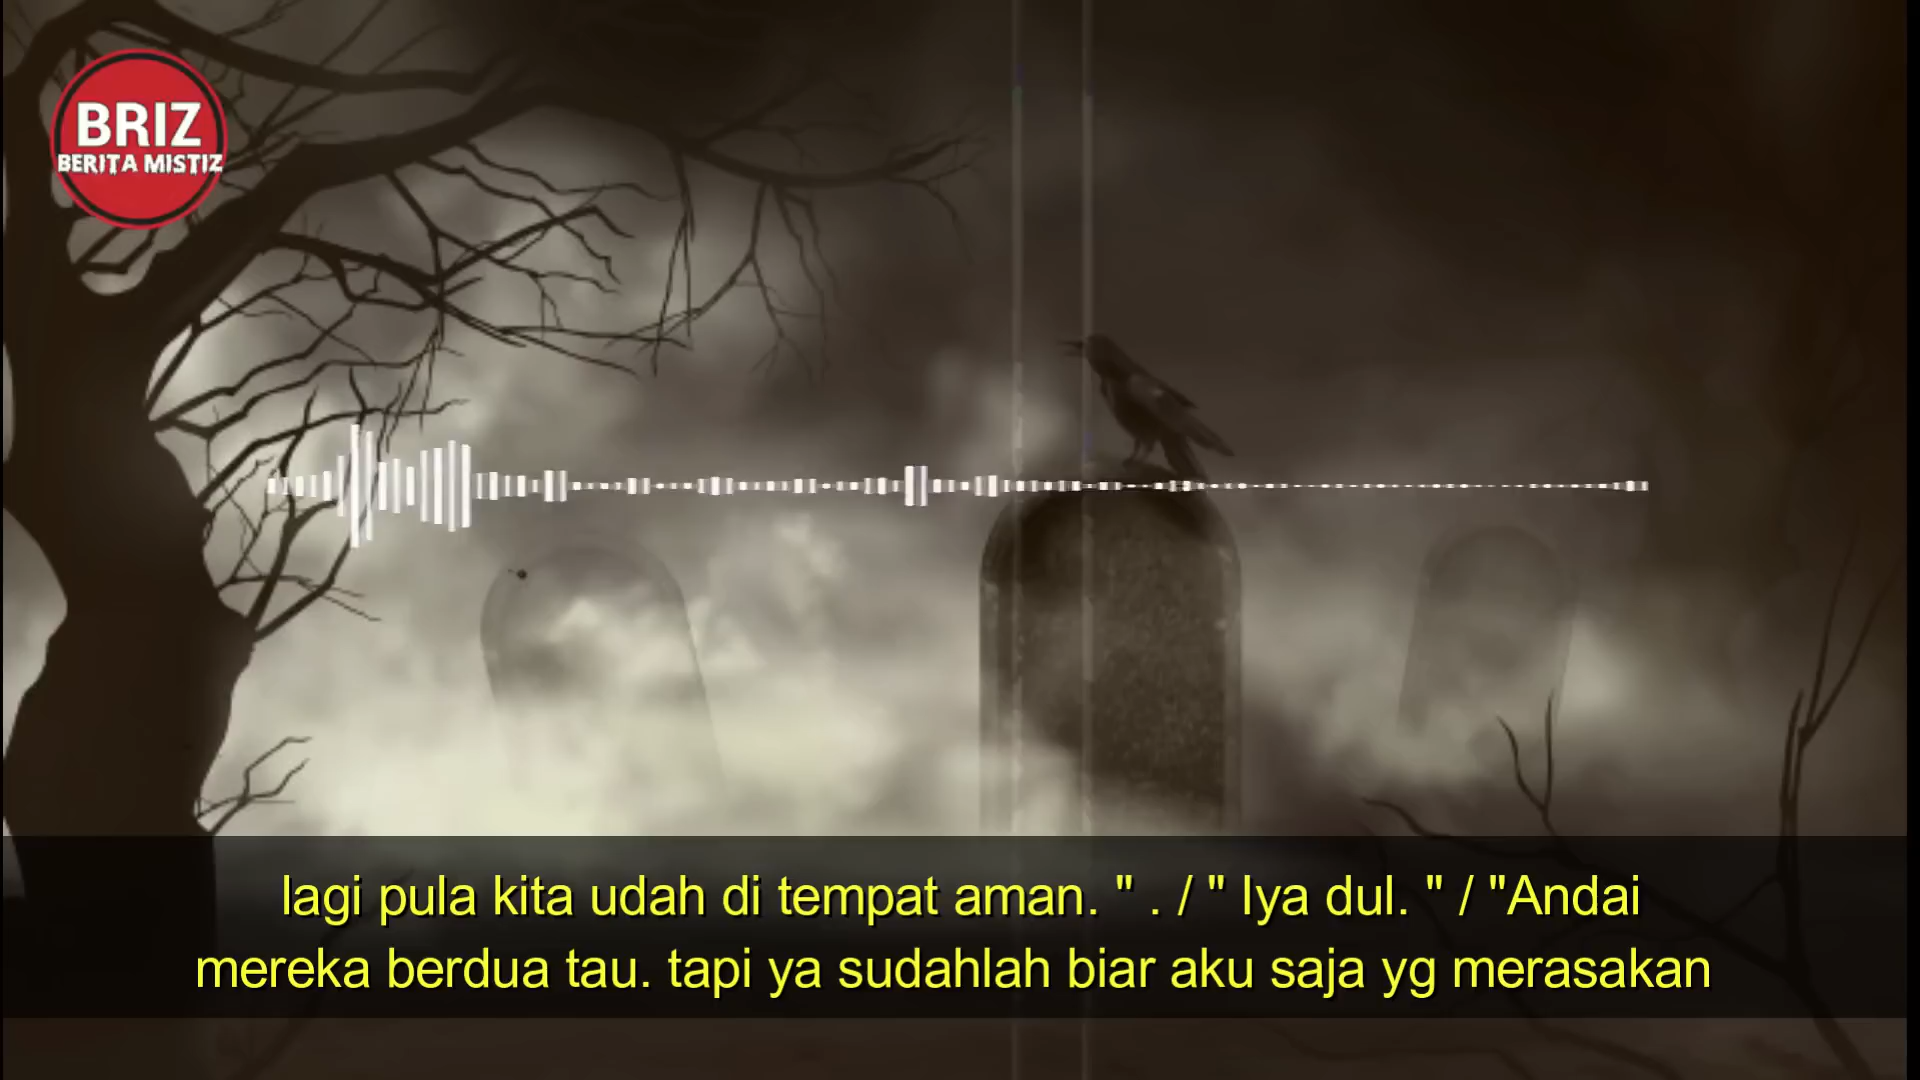 BRIZ
BERITA MISTIZ
lagi pula kita udah di tempat aman. " . / " Iya dul. " / "Andai
mereka berdua tau. tapi ya sudahlah biar aku saja yg merasakan